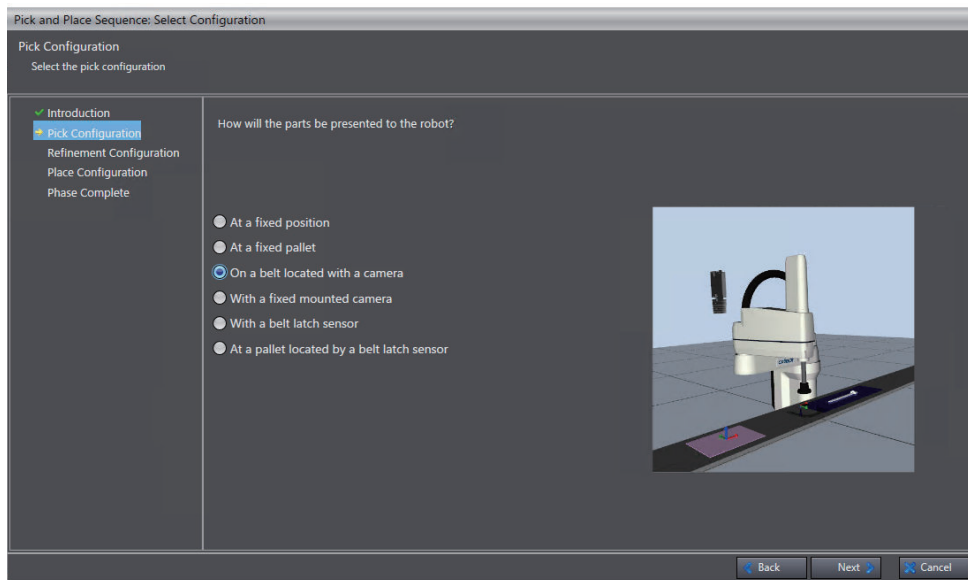 Pick and Place Sequence: Select Configuration
Pick Configuration
Select the pick configuration
Introduction
Pick Configuration
Refinement Configuration
Place Configuration
Phase Complete
How will the parts be presented to the robot?
At a fixed position
At a fixed pallet
On a belt located with a camera
With a fixed mounted camera
With a belt latch sensor
At a pallet located by a belt latch sensor
Back
Next
Cancel